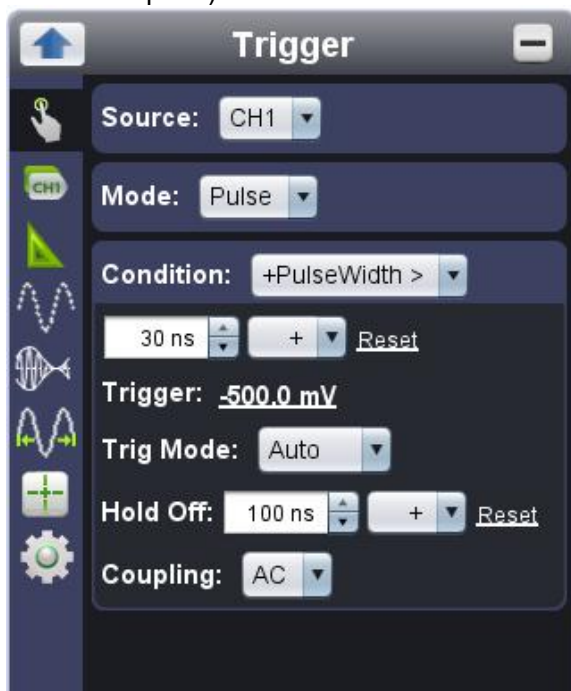 Trigger
Source: CH1
CH1
Mode: Pulse
Condition: +PulseWidth >
30 ns + Reset
Trigger: -500.0 mV
Trig Mode: Auto
Hold Off: 100 ns + Reset
Coupling: AC